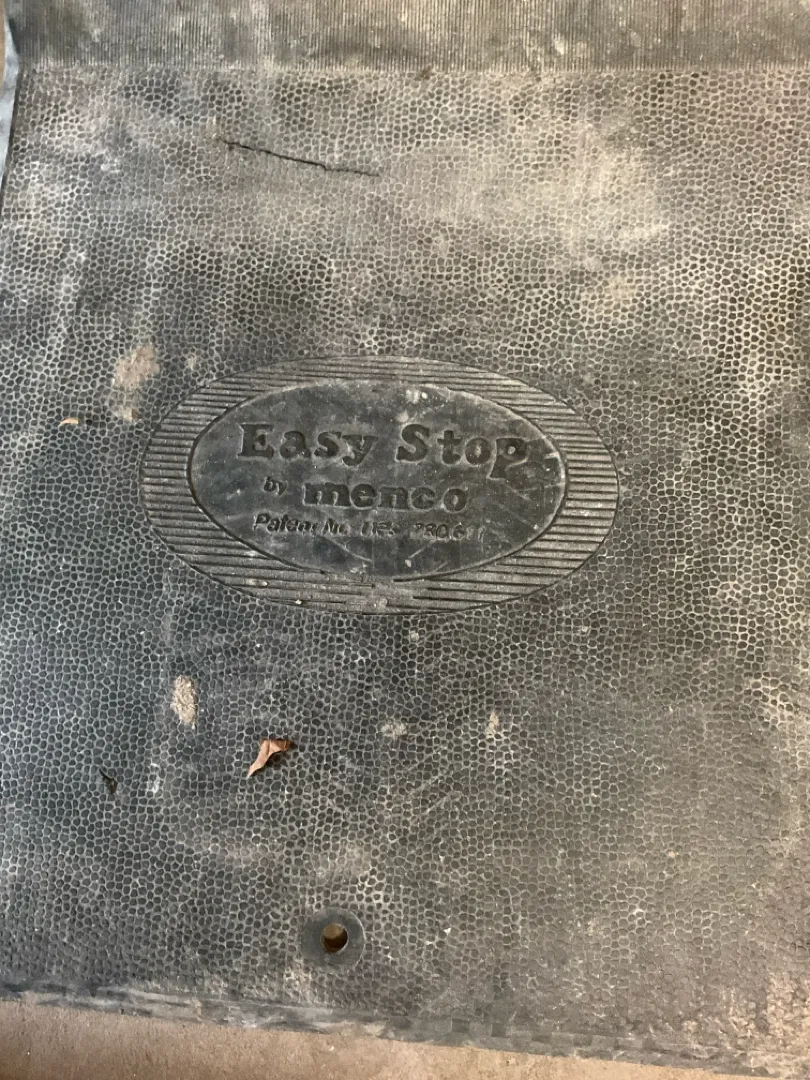 Easy Stop
by menco
Patent No.